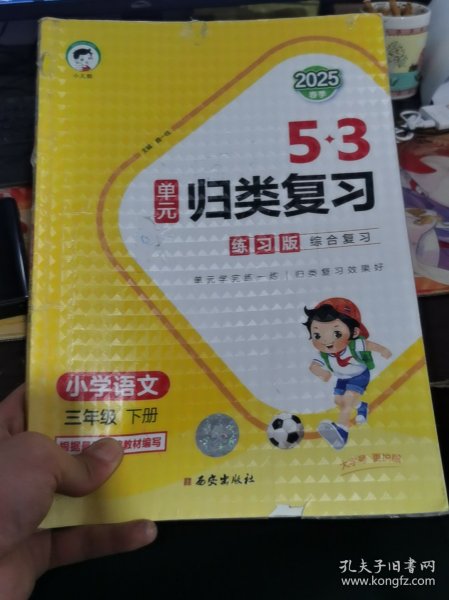 小儿郎
2025
春季
5·3
单元
归类复习
练习版 综合复习
单元学完练一炮 归类复习效果好
小学语文
三年级 下册
教材编写
西安出版社
孔夫子旧书网
www.kongfz.com